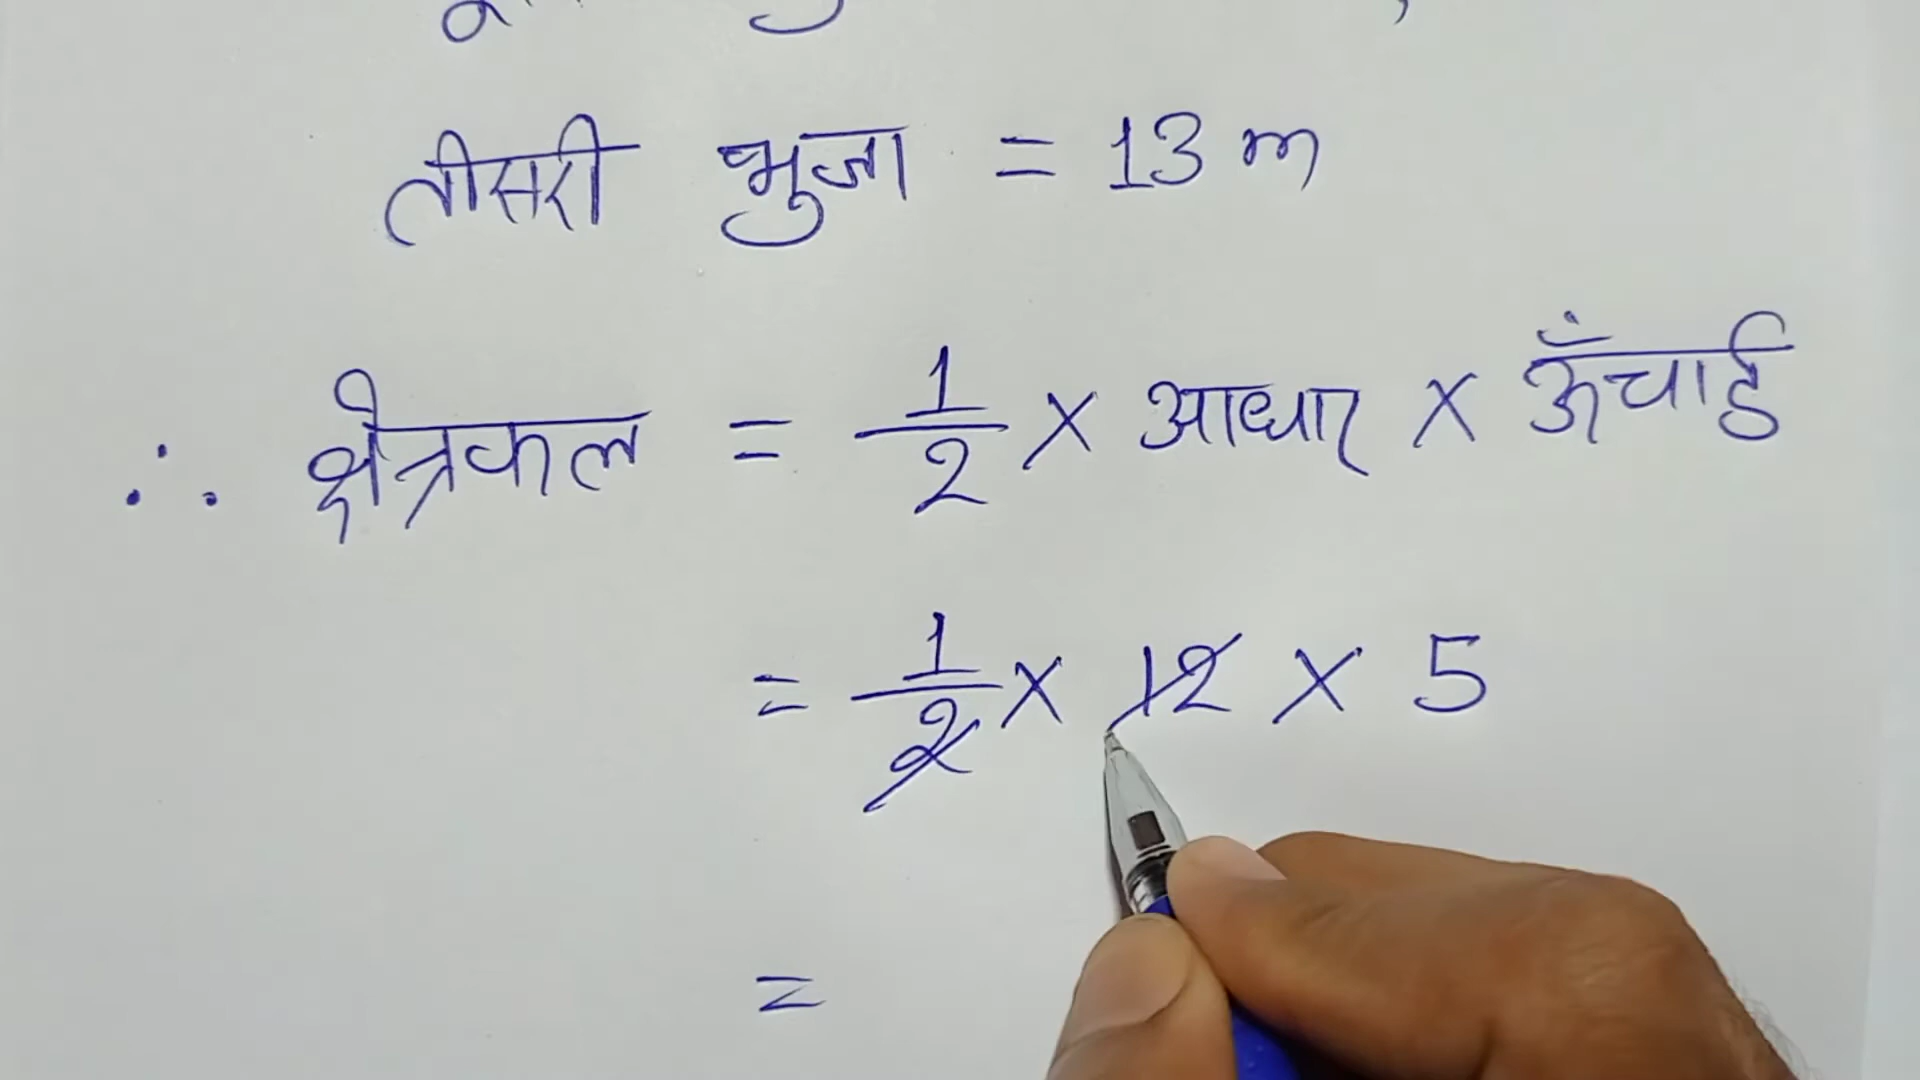 तीसरी भुजा = 13 m
∴ क्षेत्रफल = 1/2 × आधार × ऊँचाई
= 1/2 × 12 × 5
=